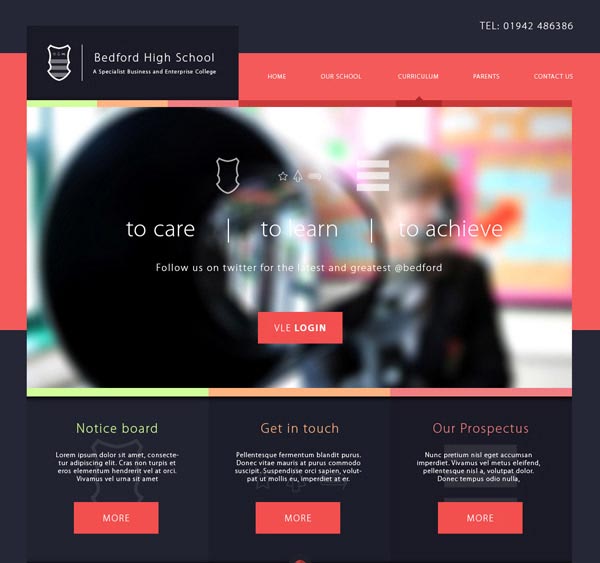 TEL: 01942 486386
Bedford High School
A Specialist Business and Enterprise College
HOME
OUR SCHOOL
CURRICULUM
PARENTS
CONTACT US
to care | to learn | to achieve
Follow us on twitter for the latest and greatest @bedford
VLE LOGIN
Notice board
Lorem ipsum dolor sit amet, consecte-
tur adipiscing elit. Cras non turpis et
eros elementum hendrerit vel at orci.
Vivamus vel urna sit amet
MORE
Get in touch
Pellentesque fermentum blandit purus.
Donec vitae mauris at purus commodo
suscipit. Suspendisse orci sapien, volut-
pat ut mollis eu, imperdiet at er.
MORE
Our Prospectus
Nunc pretium nisl eget accumsan
imperdiet. Vivamus vel metus eleifend,
pellentesque nisl a, volutpat dolor.
Donec tempus odio nulla,
MORE